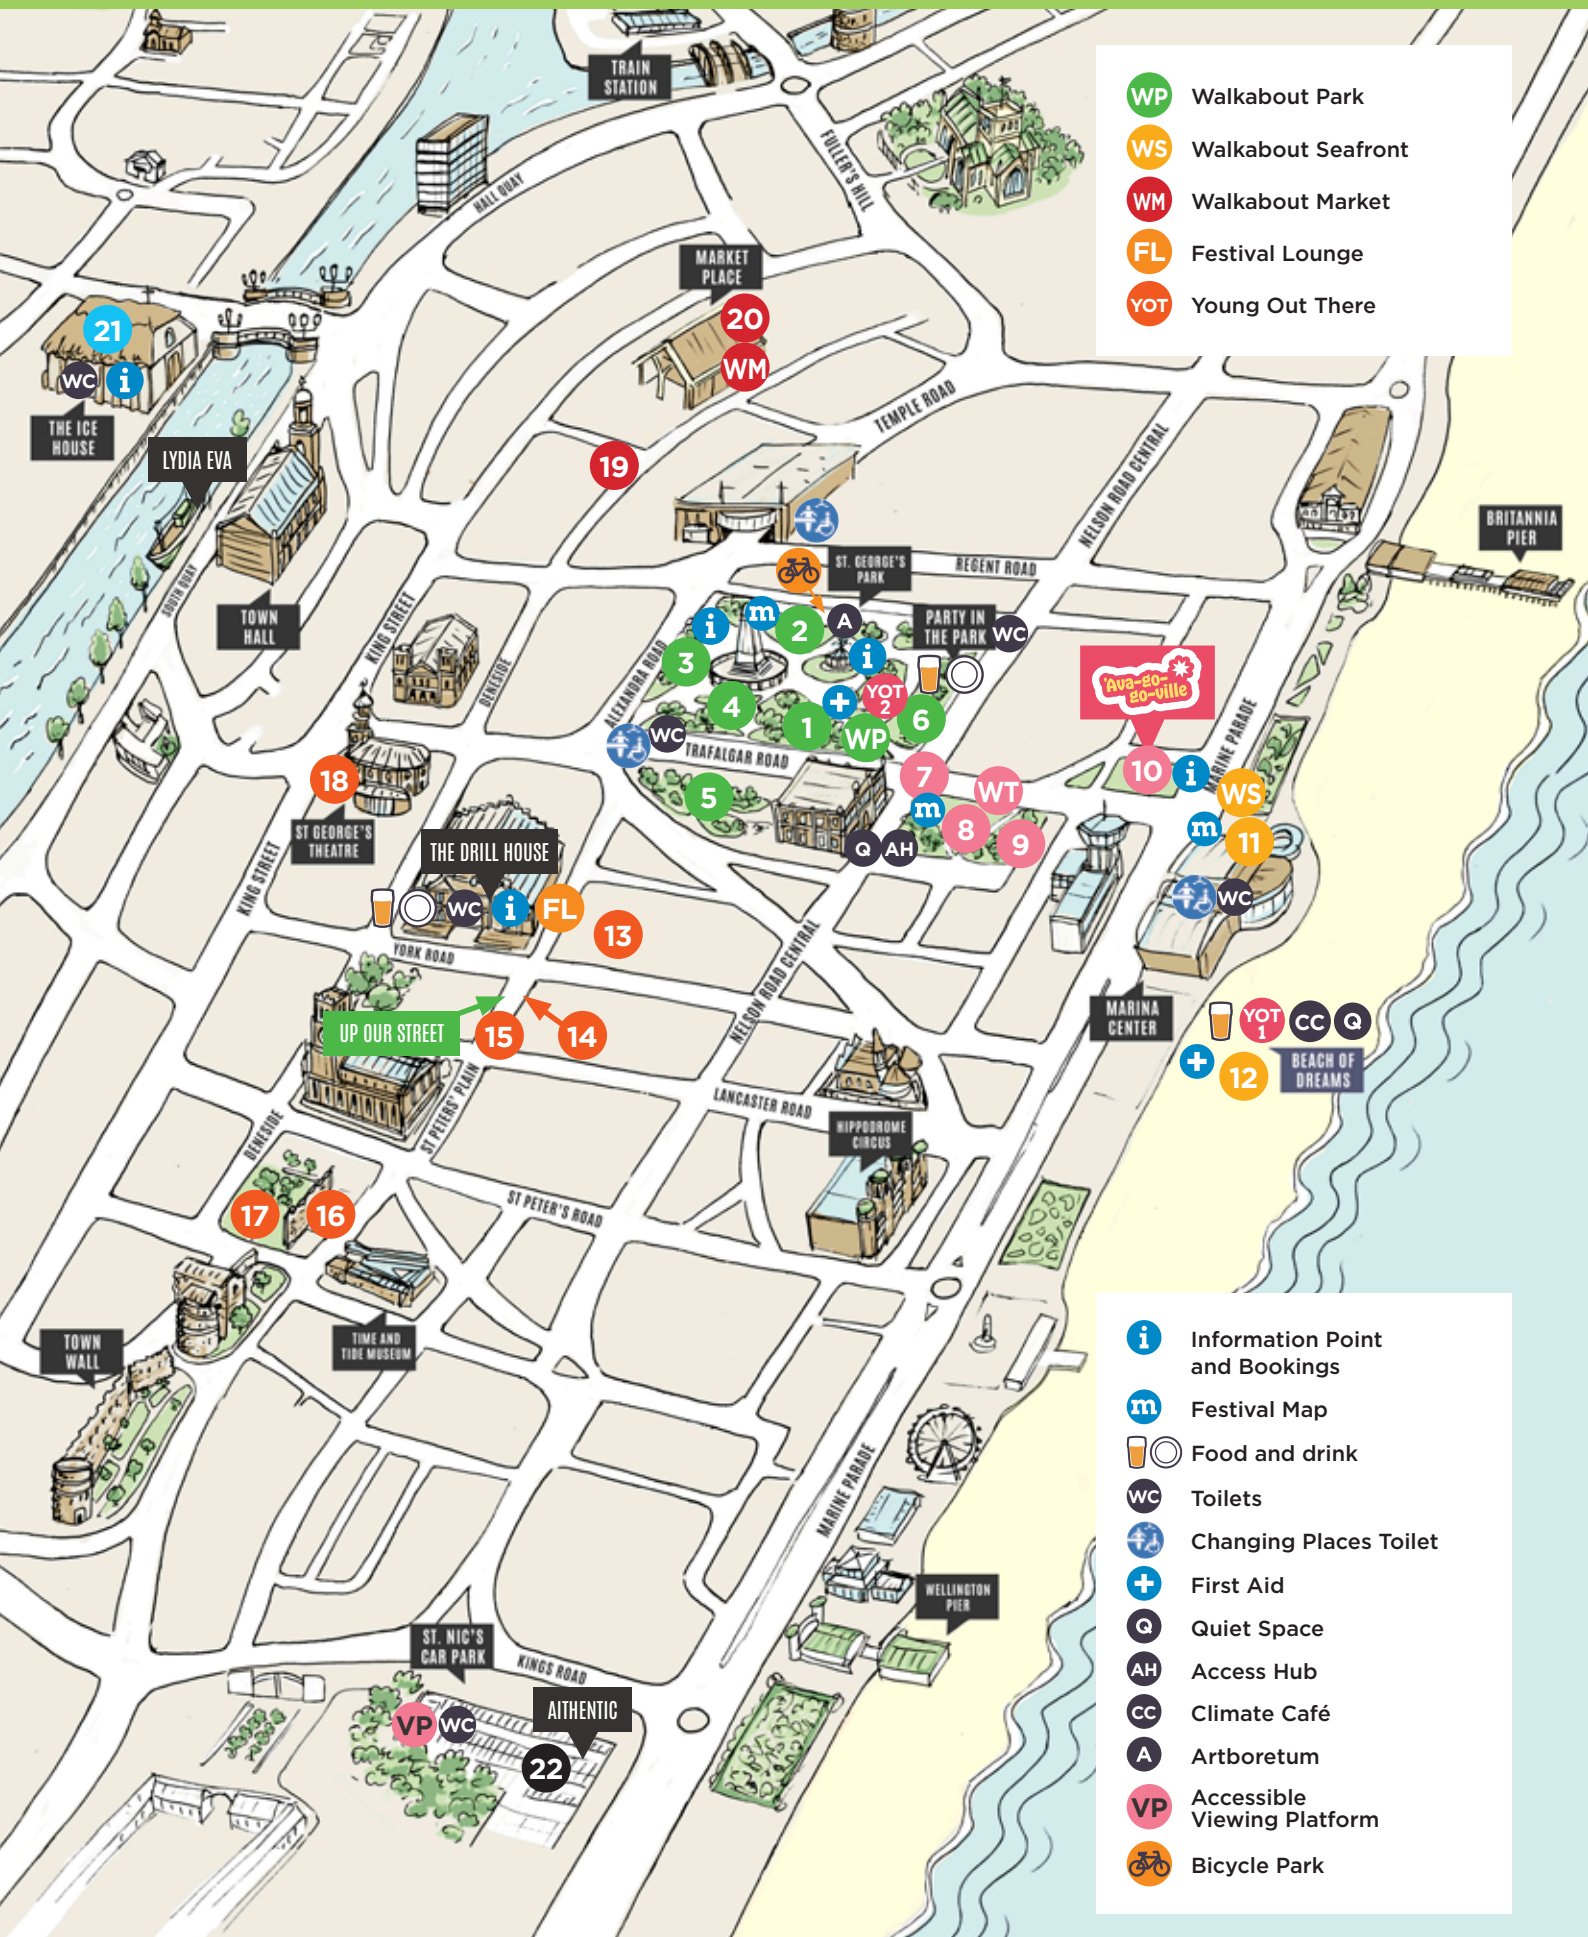 TRAIN
STATION
WP Walkabout Park
WS Walkabout Seafront
WM Walkabout Market
FL Festival Lounge
YOT Young Out There
FULLER'S HILL
HALL QUAY
MARKET
PLACE
20
WM
21
WC i
THE ICE
HOUSE
LYDIA EVA
19
TEMPLE ROAD
NELSON ROAD CENTRAL
BRITANNIA
PIER
SOUTH QUAY
TOWN
HALL
KING STREET
DENESIDE
ALEXANDRA ROAD
ST. GEORGE'S
PARK
REGENT ROAD
PARTY IN
THE PARK
WC
i
m
2
A
3
i
4
YOT
2
1
WP
6
WC
TRAFALGAR ROAD
5
7
WT
m
8
9
Q AH
'Ava-go-
go-ville
10
i
MARINE PARADE
WS
m
11
WC
18
ST GEORGE'S
THEATRE
THE DRILL HOUSE
WC i FL
13
KING STREET
YORK ROAD
NELSON ROAD CENTRAL
UP OUR STREET
15
14
MARINA
CENTER
YOT
1
CC
Q
12
BEACH OF
DREAMS
DENESIDE
ST PETERS' PLAIN
LANCASTER ROAD
HIPPODROME
CIRCUS
17
16
ST PETER'S ROAD
TIME AND
TIDE MUSEUM
TOWN
WALL
MARINE PARADE
WELLINGTON
PIER
ST. NIC'S
CAR PARK
KINGS ROAD
AITHENTIC
VP WC
22
i Information Point
and Bookings
m Festival Map
Food and drink
WC Toilets
Changing Places Toilet
First Aid
Q Quiet Space
AH Access Hub
CC Climate Café
A Artboretum
VP Accessible
Viewing Platform
Bicycle Park